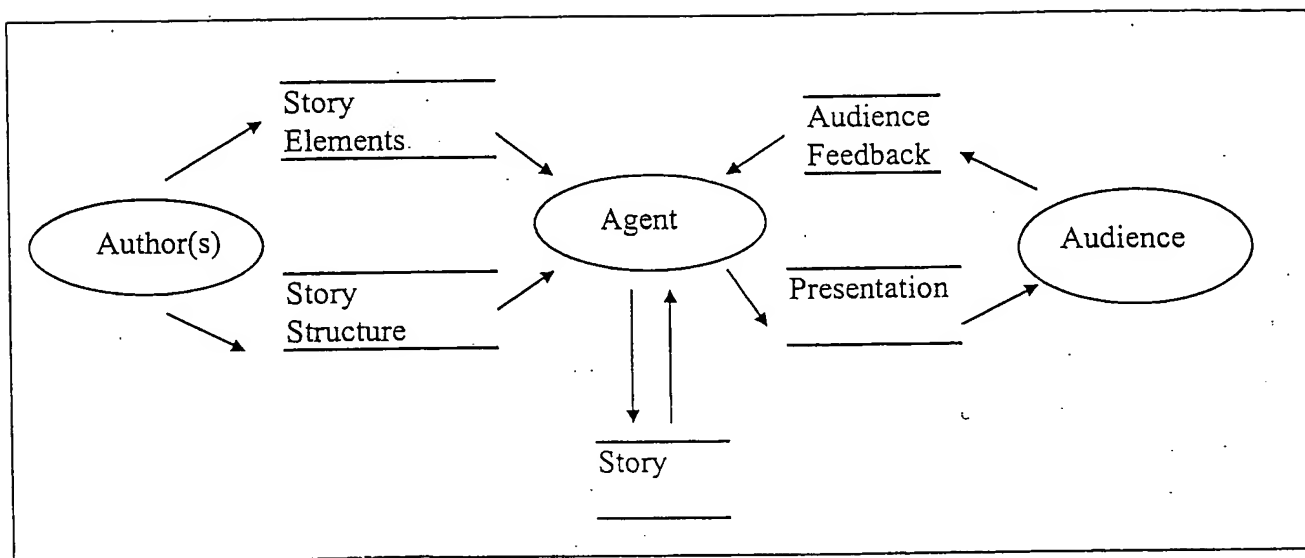 Story
Elements
Audience
Feedback
Author(s)
Agent
Audience
Story
Structure
Presentation
Story